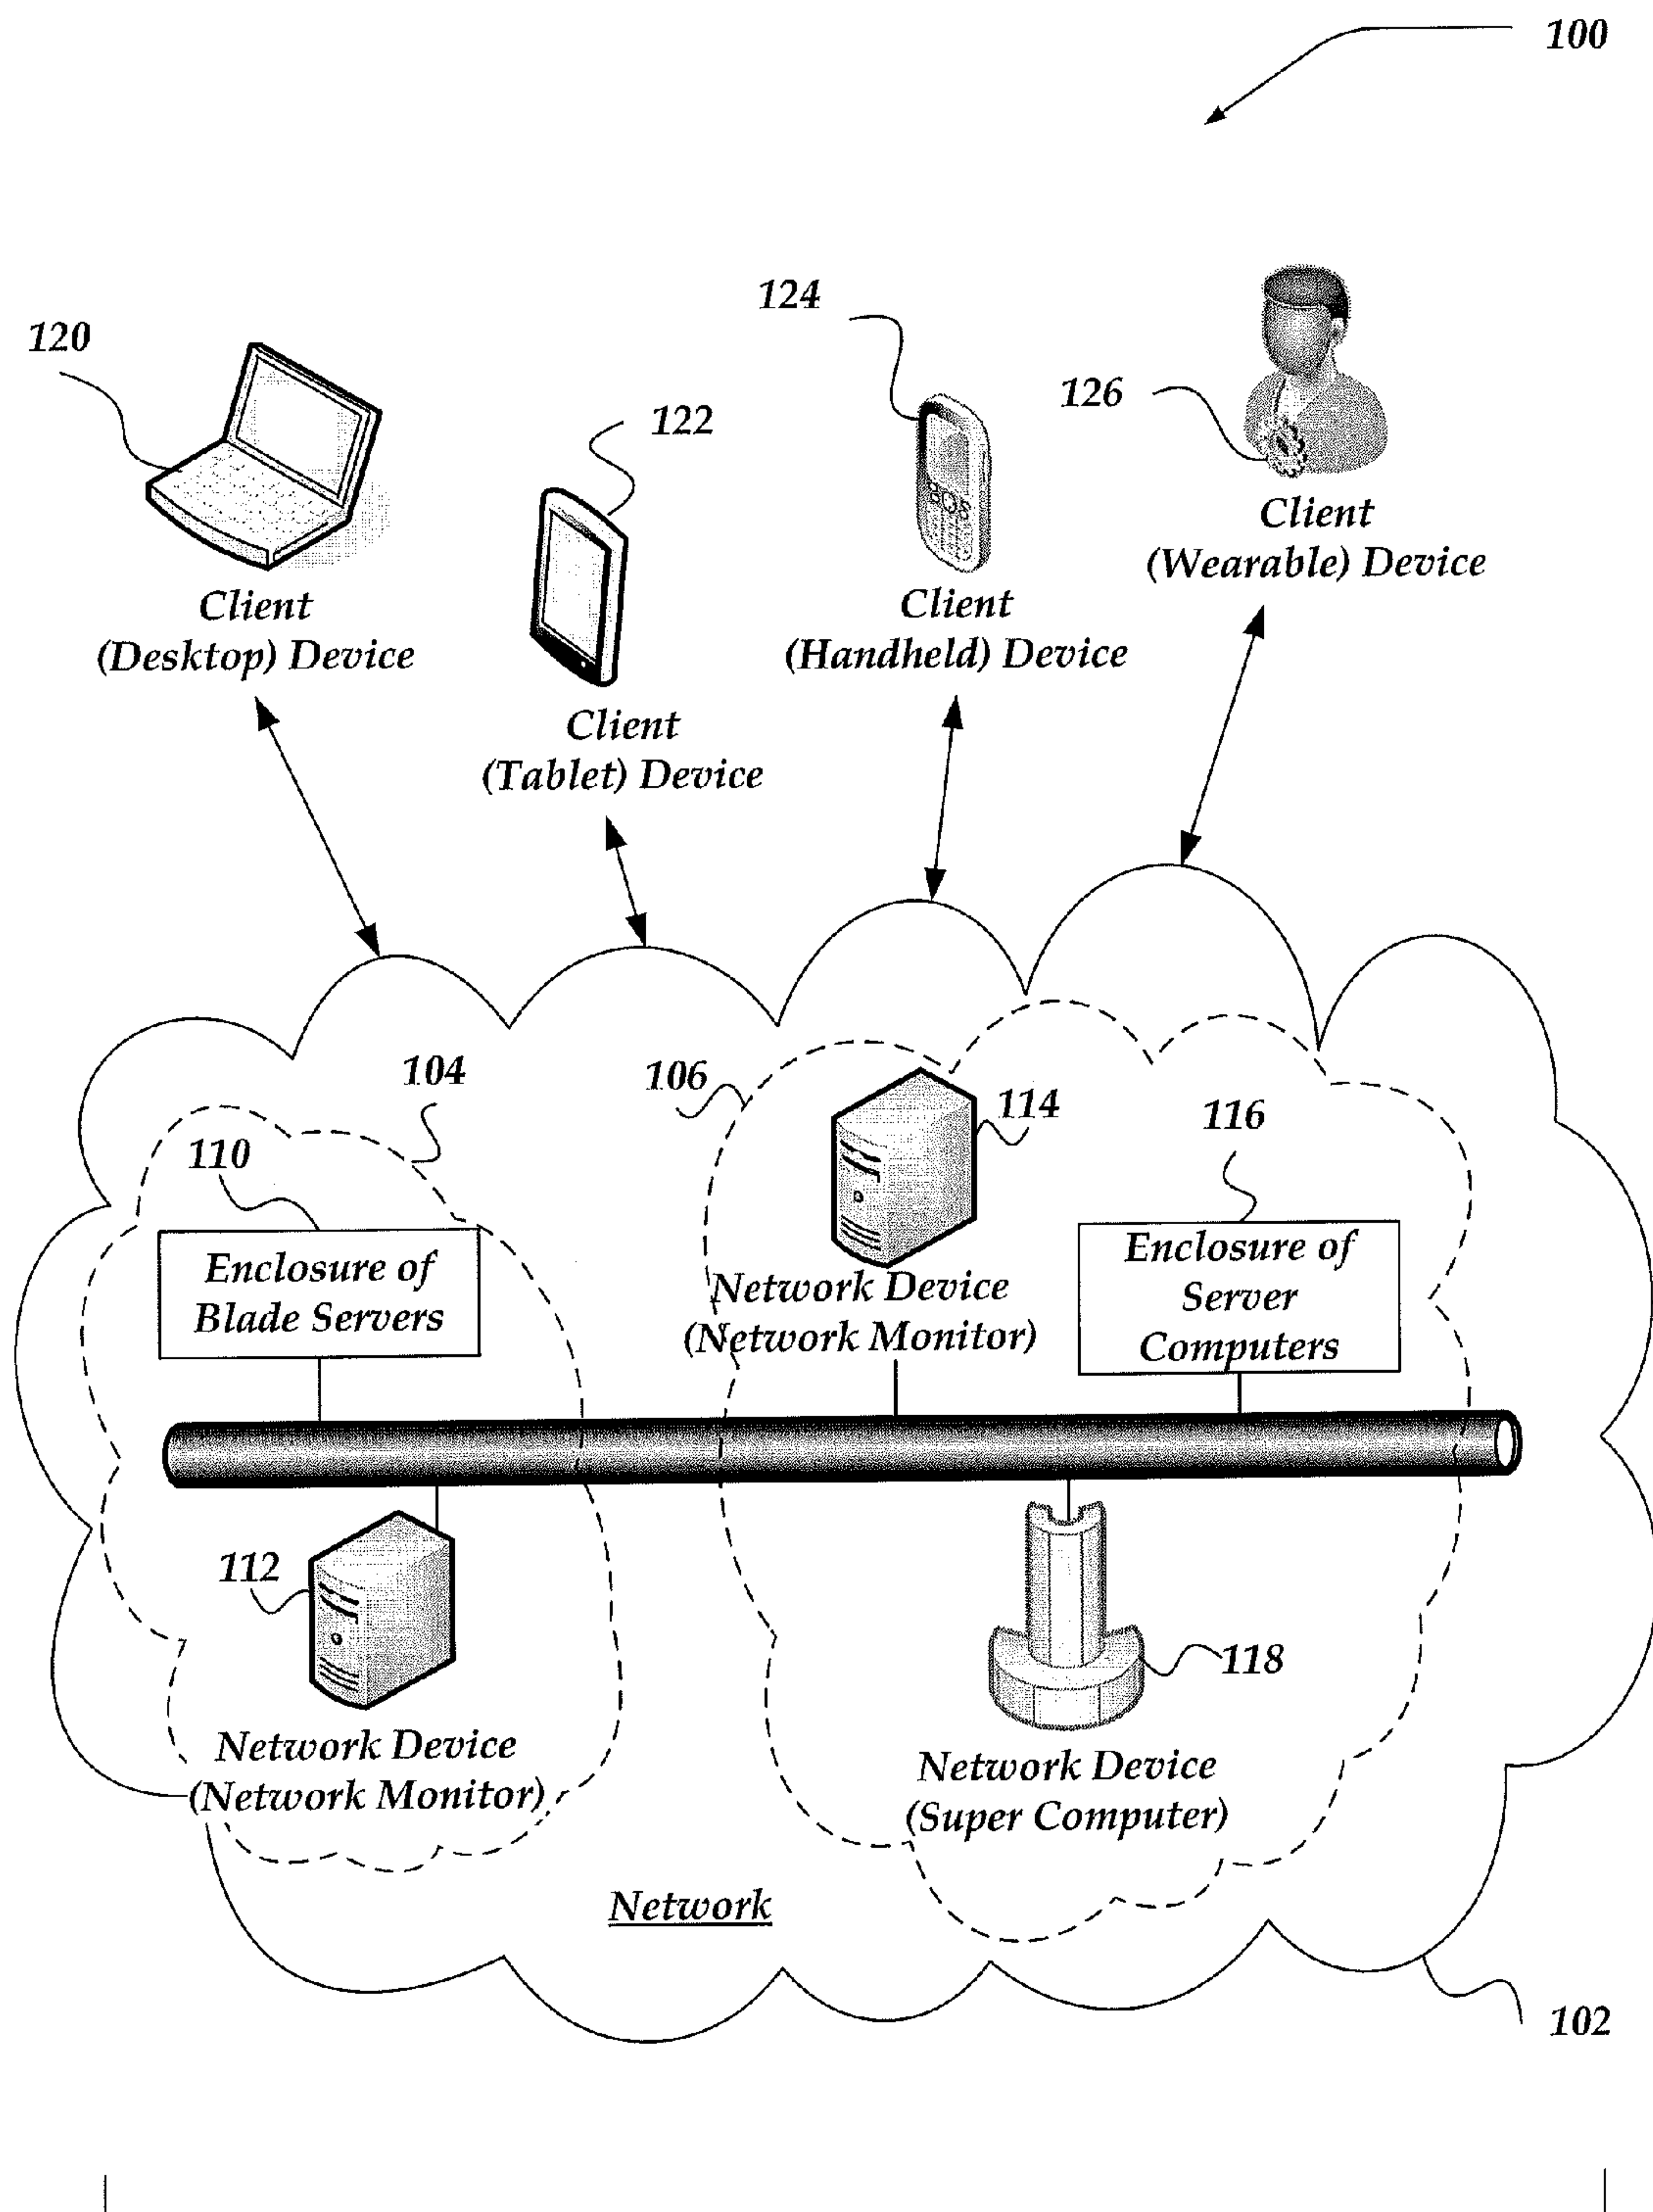 100
124
120
126
122
Client
(Wearable) Device
Client
(Desktop) Device
Client
(Handheld) Device
Client
(Tablet) Device
104
106
114
116
110
Enclosure of
Blade Servers
Network Device
(Network Monitor)
Enclosure of
Server
Computers
112
118
Network Device
(Network Monitor)
Network Device
(Super Computer)
Network
102